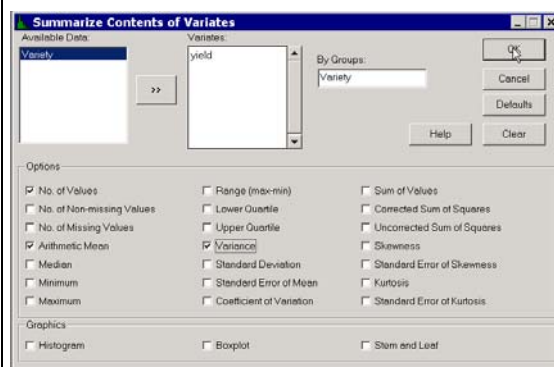 Summarize Contents of Variates
Available Data:
Variates:
Variety
yield
>>
By Groups:
Variety
OK
Cancel
Defaults
Help
Clear
Options
No. of Values
Range (max-min)
Sum of Values
No. of Non-missing Values
Lower Quartile
Corrected Sum of Squares
No. of Missing Values
Upper Quartile
Uncorrected Sum of Squares
Arithmetic Mean
Variance
Skewness
Median
Standard Deviation
Standard Error of Skewness
Minimum
Standard Error of Mean
Kurtosis
Maximum
Coefficient of Variation
Standard Error of Kurtosis
Graphics
Histogram
Boxplot
Stem and Leaf